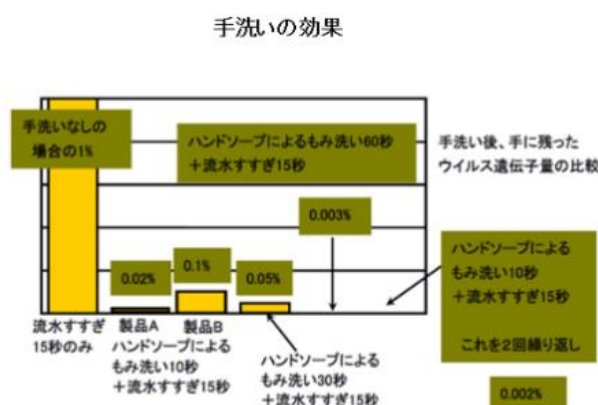 手洗いの効果
手洗いなしの
場合の1%
ハンドソープによるもみ洗い60秒
＋流水すすぎ15秒
手洗い後、手に残った
ウイルス遺伝子量の比較
0.003%
0.02%
0.1%
0.05%
ハンドソープによる
もみ洗い10秒
＋流水すすぎ15秒
これを2回繰り返し
0.002%
流水すすぎ
15秒のみ
製品A
製品B
ハンドソープによる
もみ洗い10秒
＋流水すすぎ15秒
ハンドソープによる
もみ洗い30秒
＋流水すすぎ15秒